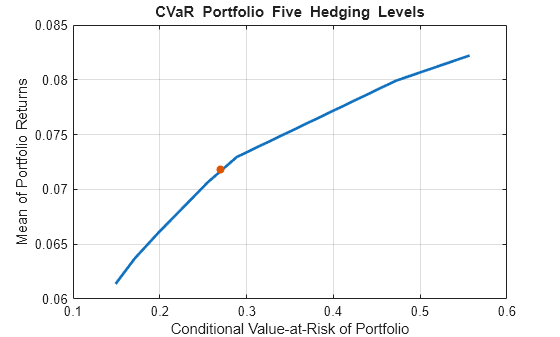 CVaR Portfolio Five Hedging Levels
0.085
0.08
0.075
0.07
0.065
0.06
Mean of Portfolio Returns
0.1 0.2 0.3 0.4 0.5 0.6
Conditional Value-at-Risk of Portfolio